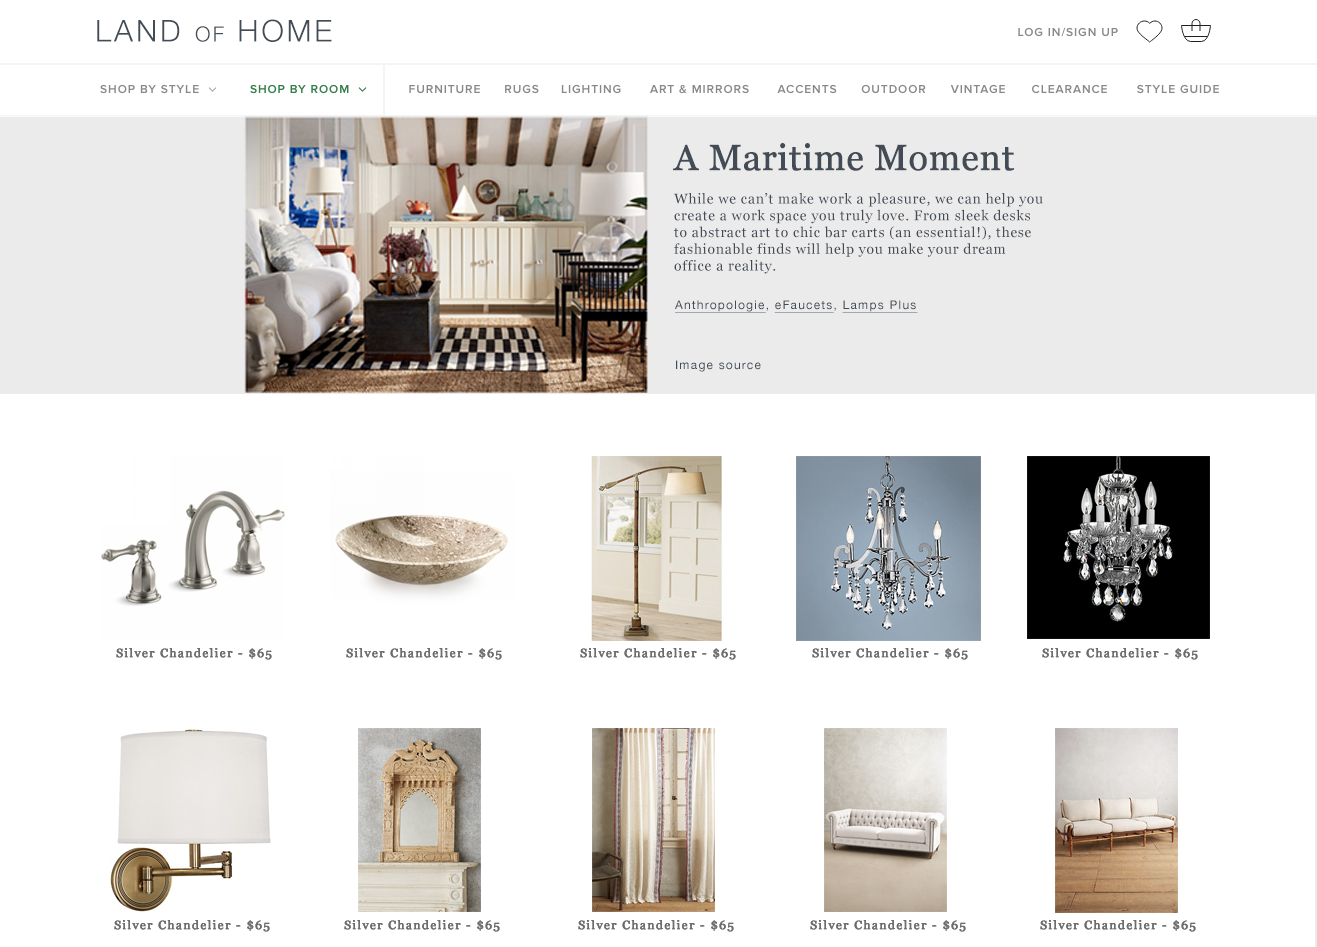 LAND OF HOME
LOG IN/SIGN UP
SHOP BY STYLE
SHOP BY ROOM
FURNITURE
RUGS
LIGHTING
ART & MIRRORS
ACCENTS
OUTDOOR
VINTAGE
CLEARANCE
STYLE GUIDE
A Maritime Moment
While we can’t make work a pleasure, we can help you
create a work space you truly love. From sleek desks
to abstract art to chic bar carts (an essential!), these
fashionable finds will help you make your dream
office a reality.
Anthropologie, eFaucets, Lamps Plus
Image source
Silver Chandelier - $65
Silver Chandelier - $65
Silver Chandelier - $65
Silver Chandelier - $65
Silver Chandelier - $65
Silver Chandelier - $65
Silver Chandelier - $65
Silver Chandelier - $65
Silver Chandelier - $65
Silver Chandelier - $65